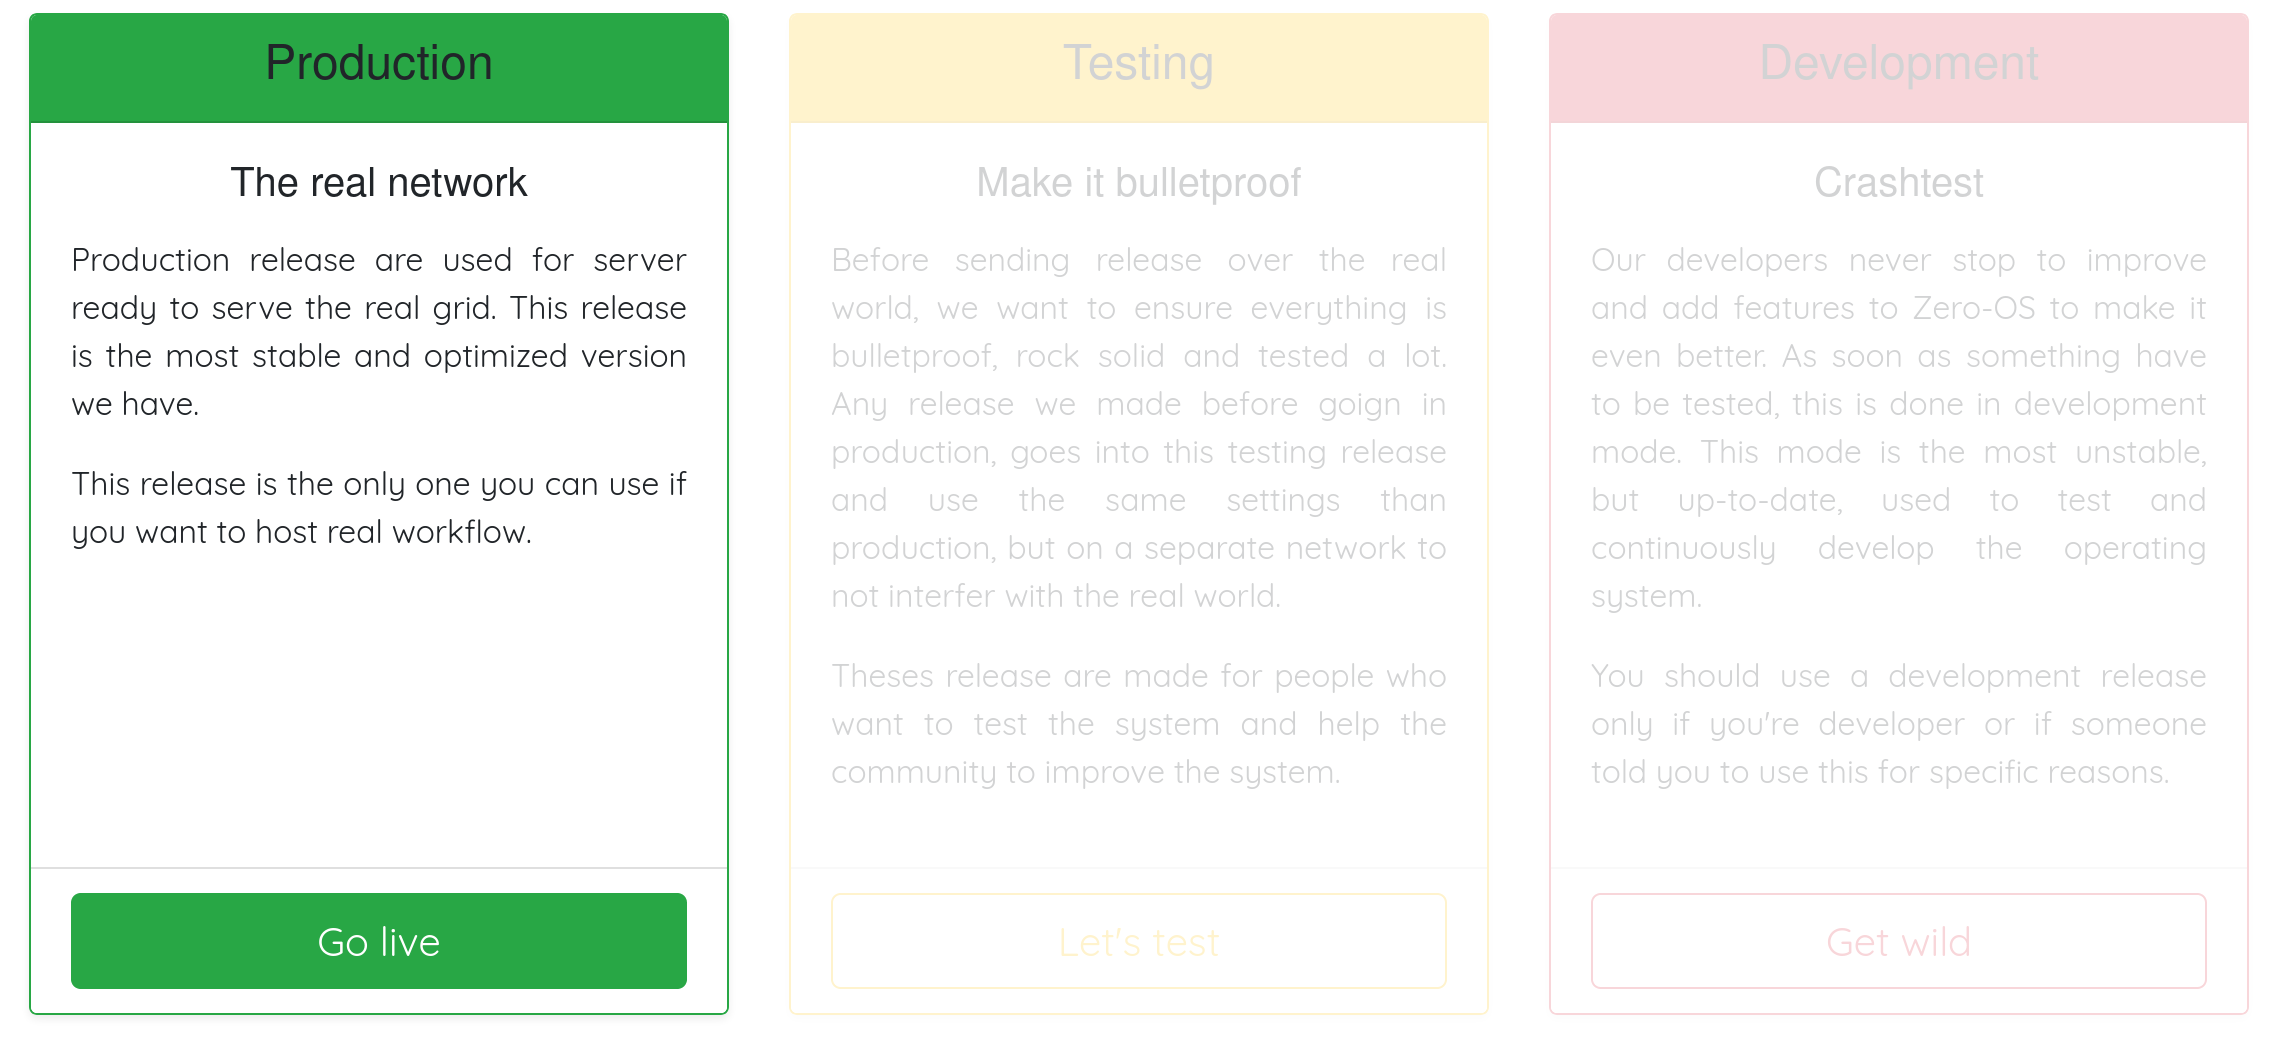 Production
The real network
Production release are used for server
ready to serve the real grid. This release
is the most stable and optimized version
we have.
This release is the only one you can use if
you want to host real workflow.
Go live
Testing
Make it bulletproof
Before sending release over the real
world, we want to ensure everything is
bulletproof, rock solid and tested a lot.
Any release we made before goign in
production, goes into this testing release
and use the same settings than
production, but on a separate network to
not interfer with the real world.
Theses release are made for people who
want to test the system and help the
community to improve the system.
Let's test
Development
Crashtest
Our developers never stop to improve
and add features to Zero-OS to make it
even better. As soon as something have
to be tested, this is done in development
mode. This mode is the most unstable,
but up-to-date, used to test and
continuously develop the operating
system.
You should use a development release
only if you're developer or if someone
told you to use this for specific reasons.
Get wild